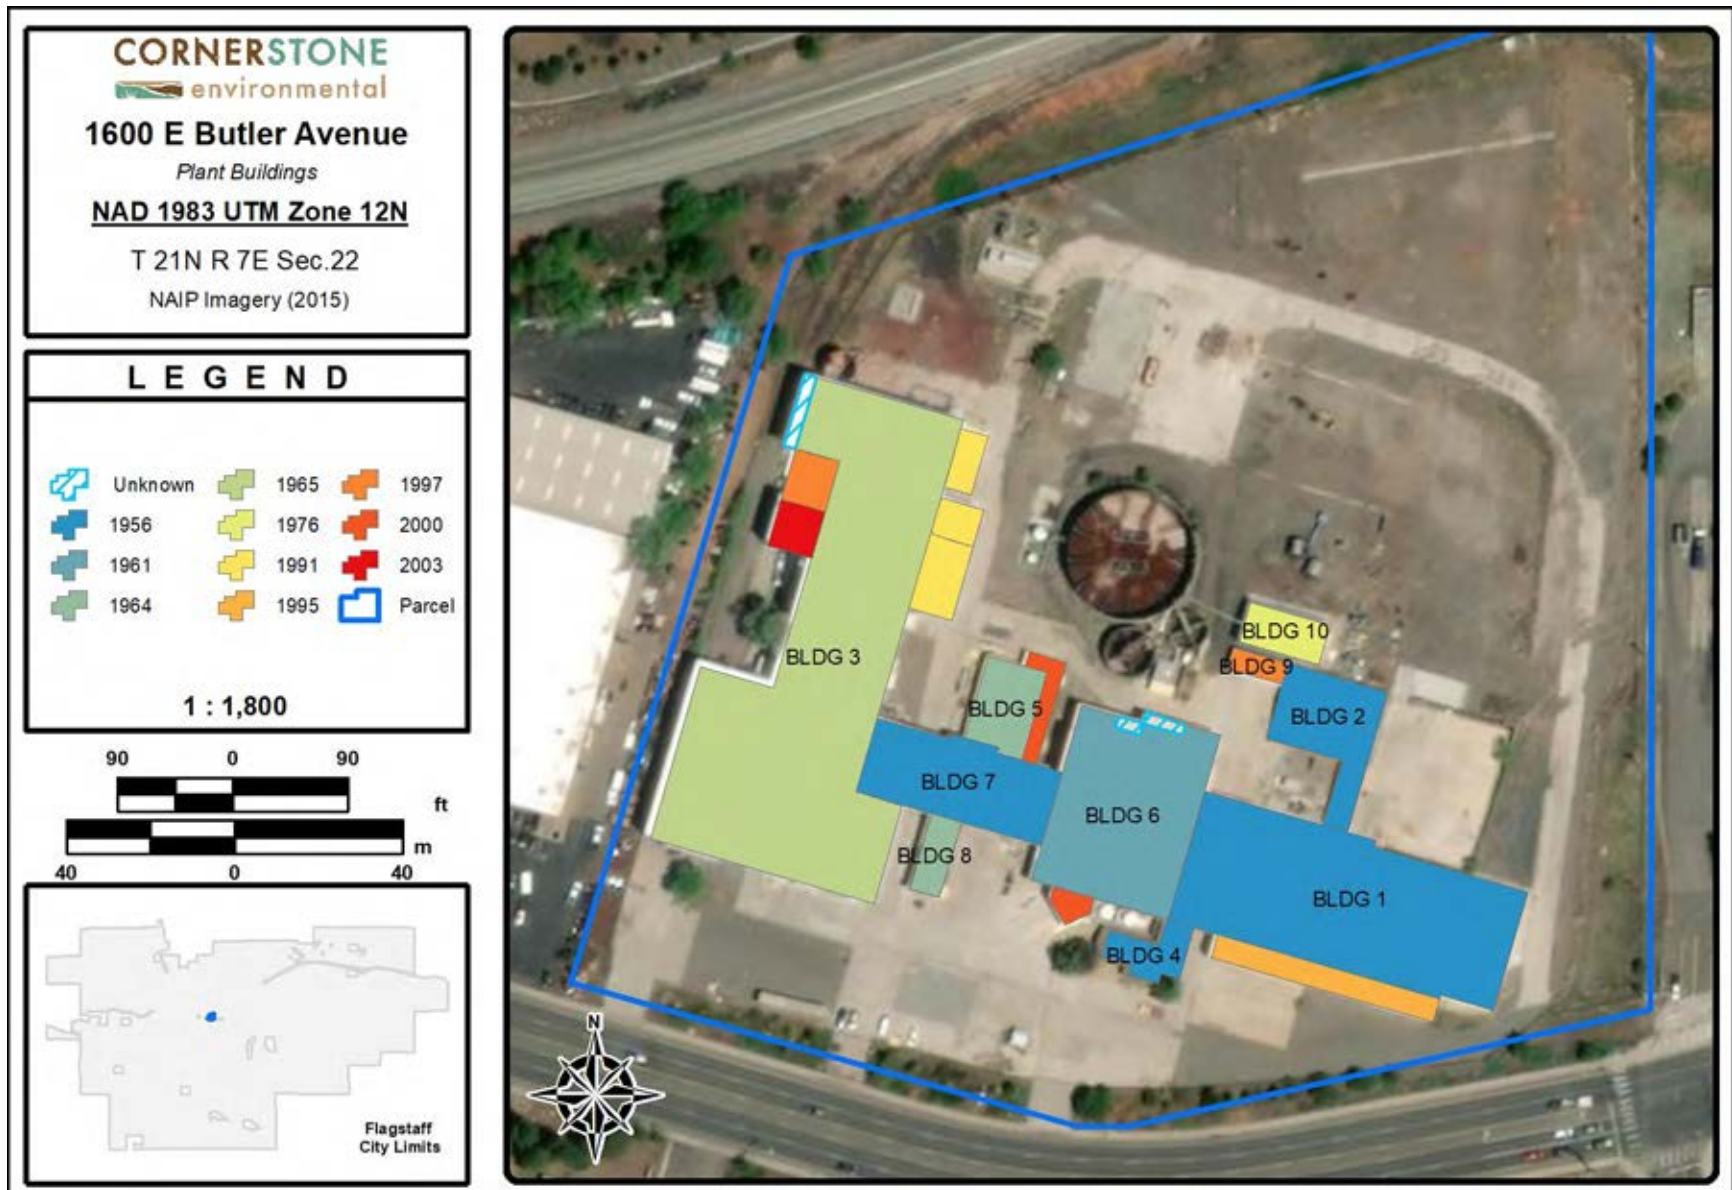 CORNERSTONE
environmental
1600 E Butler Avenue
Plant Buildings
NAD 1983 UTM Zone 12N
T 21N R 7E Sec.22
NAIP Imagery (2015)
LEGEND
Unknown 1965 1997
1956 1976 2000
1961 1991 2003
1964 1995 Parcel
1 : 1,800
90 0 90
ft
m
40 0 40
Flagstaff
City Limits
BLDG 10
BLDG 3
BLDG 9
BLDG 5
BLDG 2
BLDG 7
BLDG 6
BLDG 8
BLDG 1
BLDG 4
N